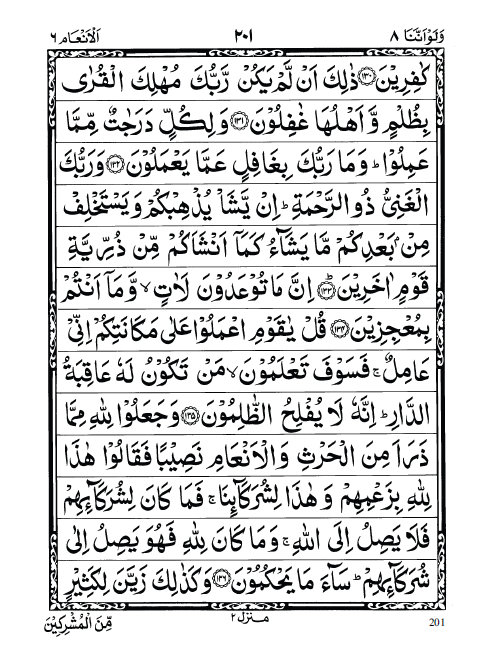 وَلَوْ اَنَّنَا ٨ ٢٠١ اَلْاَنْعَام ٦
كٰفِرِيْنَ ۝١٣٠ ذٰلِكَ اَنْ لَّمْ يَكُنْ رَّبُّكَ مُهْلِكَ الْقُرٰى
بِظُلْمٍ وَّاَهْلُهَا غٰفِلُوْنَ ۝١٣١ وَلِكُلٍّ دَرَجٰتٌ مِّمَّا
عَمِلُوْا ؕ وَمَا رَبُّكَ بِغَافِلٍ عَمَّا يَعْمَلُوْنَ ۝١٣٢ وَرَبُّكَ
الْغَنِيُّ ذُو الرَّحْمَةِ ؕ اِنْ يَّشَاْ يُذْهِبْكُمْ وَيَسْتَخْلِفْ
مِنْۢ بَعْدِكُمْ مَّا يَشَآءُ كَمَاۤ اَنْشَاَكُمْ مِّنْ ذُرِّيَّةِ
قَوْمٍ اٰخَرِيْنَ ؕ ۝١٣٣ اِنَّ مَا تُوْعَدُوْنَ لَاٰتٍ ۙ وَّمَاۤ اَنْتُمْ
بِمُعْجِزِيْنَ ۝١٣٤ قُلْ يٰقَوْمِ اعْمَلُوْا عَلٰى مَكَانَتِكُمْ اِنِّيْ
عَامِلٌ ۚ فَسَوْفَ تَعْلَمُوْنَ ۙ مَنْ تَكُوْنُ لَهٗ عَاقِبَةُ
الدَّارِ ؕ اِنَّهٗ لَا يُفْلِحُ الظّٰلِمُوْنَ ۝١٣٥ وَجَعَلُوْا لِلّٰهِ مِمَّا
ذَرَاَ مِنَ الْحَرْثِ وَالْاَنْعَامِ نَصِيْبًا فَقَالُوْا هٰذَا
لِلّٰهِ بِزَعْمِهِمْ وَهٰذَا لِشُرَكَآئِنَا ۚ فَمَا كَانَ لِشُرَكَآئِهِمْ
فَلَا يَصِلُ اِلَى اللّٰهِ ۚ وَمَا كَانَ لِلّٰهِ فَهُوَ يَصِلُ اِلٰى
شُرَكَآئِهِمْ ؕ سَآءَ مَا يَحْكُمُوْنَ ۝١٣٦ وَكَذٰلِكَ زَيَّنَ لِكَثِيْرٍ
مِّنَ الْمُشْرِكِيْنَ منزل ٢ 201